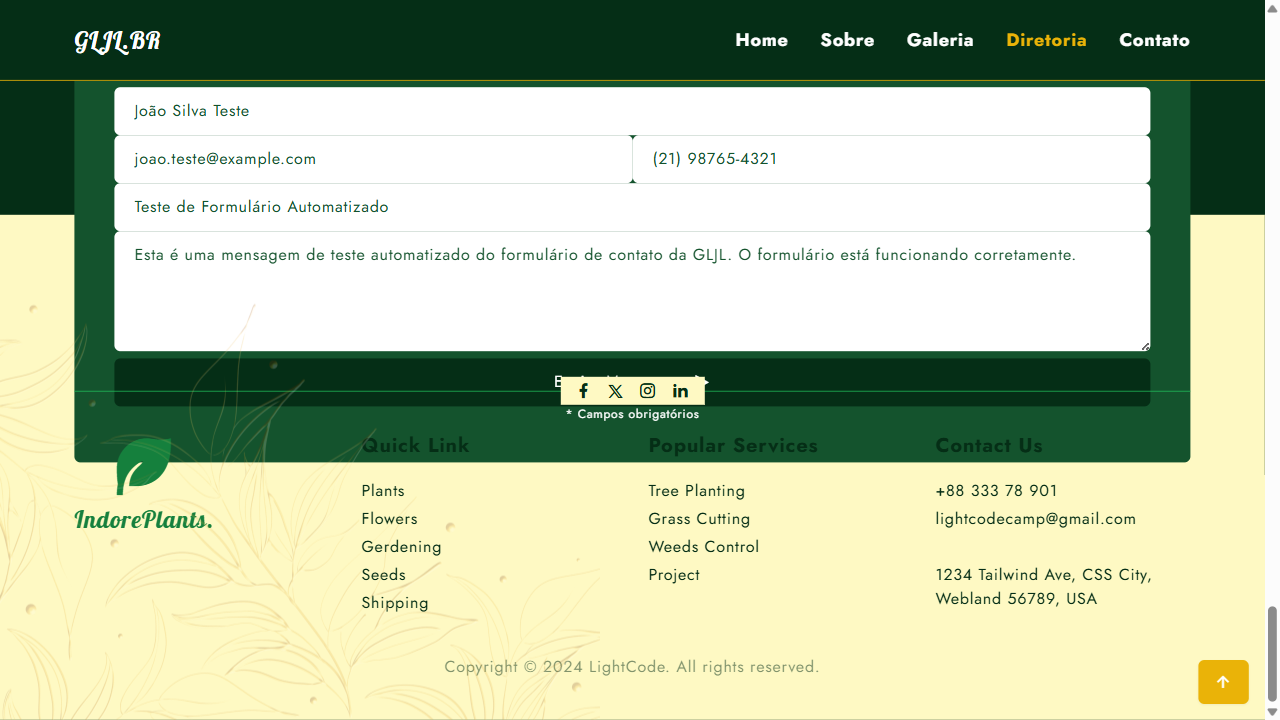 GLJL.BR
Home Sobre Galeria Diretoria Contato
João Silva Teste
joao.teste@example.com (21) 98765-4321
Teste de Formulário Automatizado
Esta é uma mensagem de teste automatizado do formulário de contato da GLJL. O formulário está funcionando corretamente.
* Campos obrigatórios
IndorePlants.
Quick Link
Plants
Flowers
Gerdening
Seeds
Shipping
Popular Services
Tree Planting
Grass Cutting
Weeds Control
Project
Contact Us
+88 333 78 901
lightcodecamp@gmail.com
1234 Tailwind Ave, CSS City,
Webland 56789, USA
Copyright © 2024 LightCode. All rights reserved.